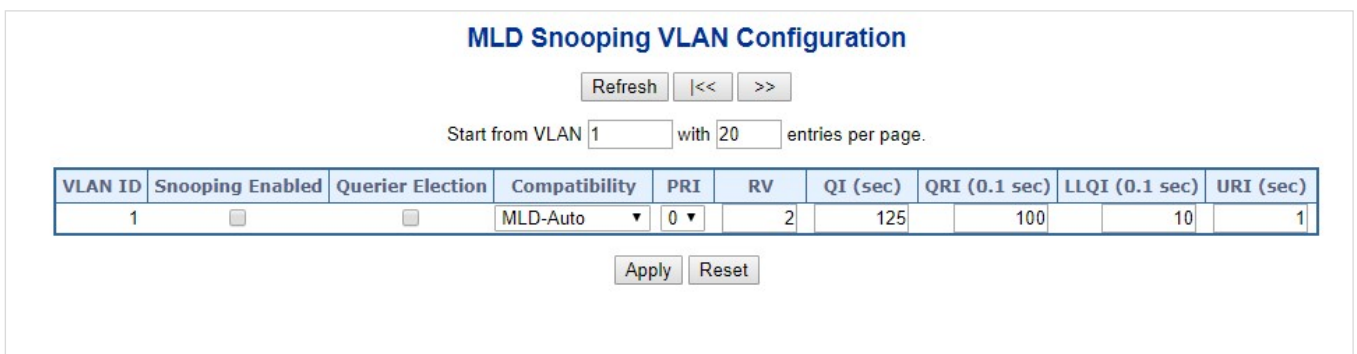 MLD Snooping VLAN Configuration
Refresh |<< >>
Start from VLAN 1 with 20 entries per page.
VLAN ID Snooping Enabled Querier Election Compatibility PRI RV QI (sec) QRI (0.1 sec) LLQI (0.1 sec) URI (sec)
1 MLD-Auto 0 2 125 100 10 1
Apply Reset